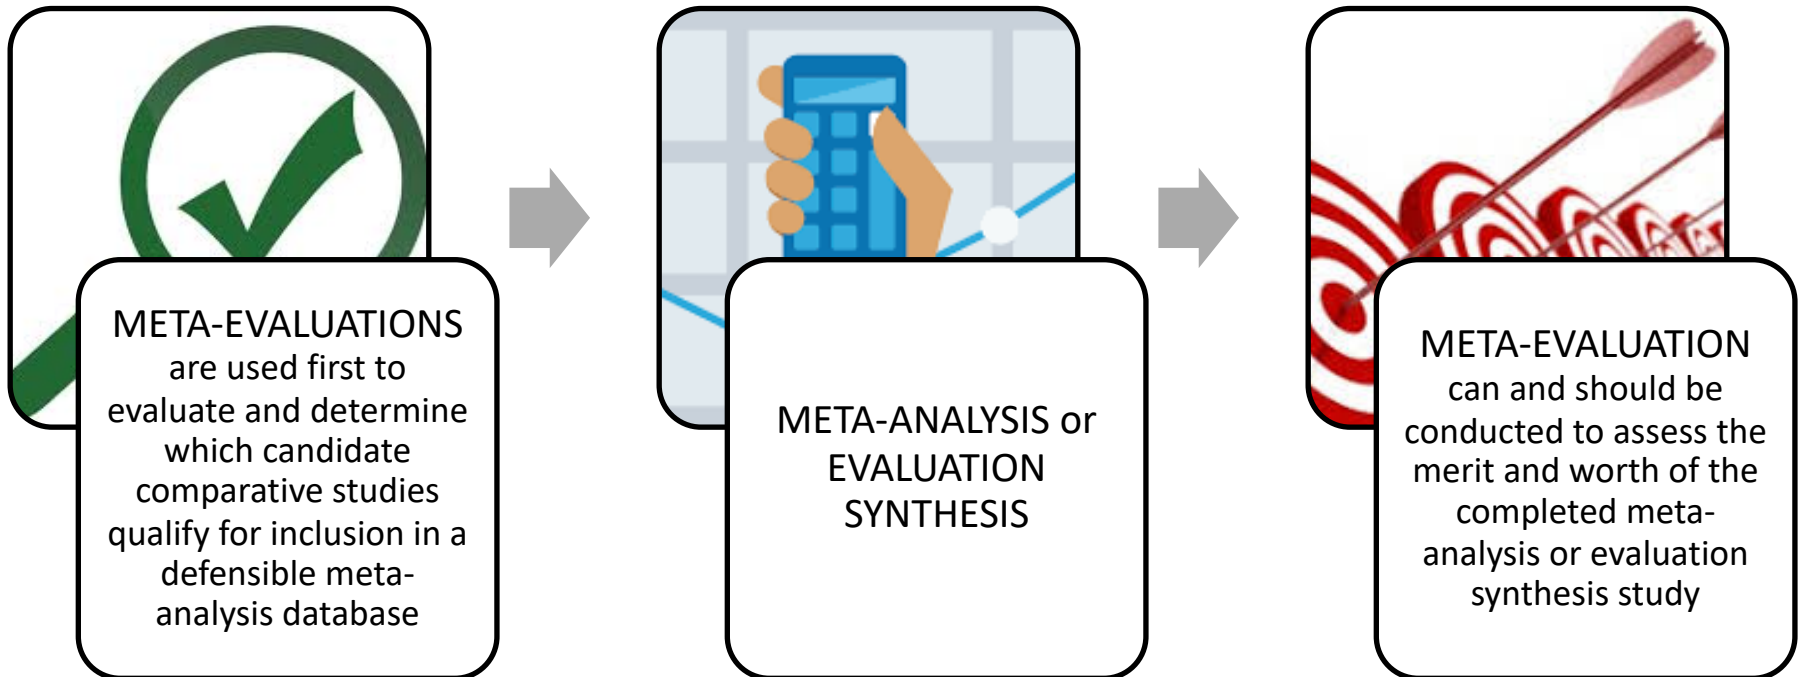 META-EVALUATIONS
are used first to
evaluate and determine
which candidate
comparative studies
qualify for inclusion in a
defensible meta-
analysis database
META-ANALYSIS or
EVALUATION
SYNTHESIS
META-EVALUATION
can and should be
conducted to assess the
merit and worth of the
completed meta-
analysis or evaluation
synthesis study